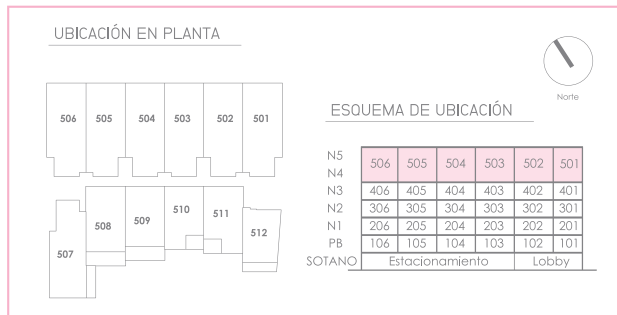 UBICACIÓN EN PLANTA
506 505 504 503 502 501
507 508 509 510 511 512
Norte
ESQUEMA DE UBICACIÓN
N5
N4
506 505 504 503 502 501
N3 406 405 404 403 402 401
N2 306 305 304 303 302 301
N1 206 205 204 203 202 201
PB 106 105 104 103 102 101
SOTANO Estacionamiento Lobby